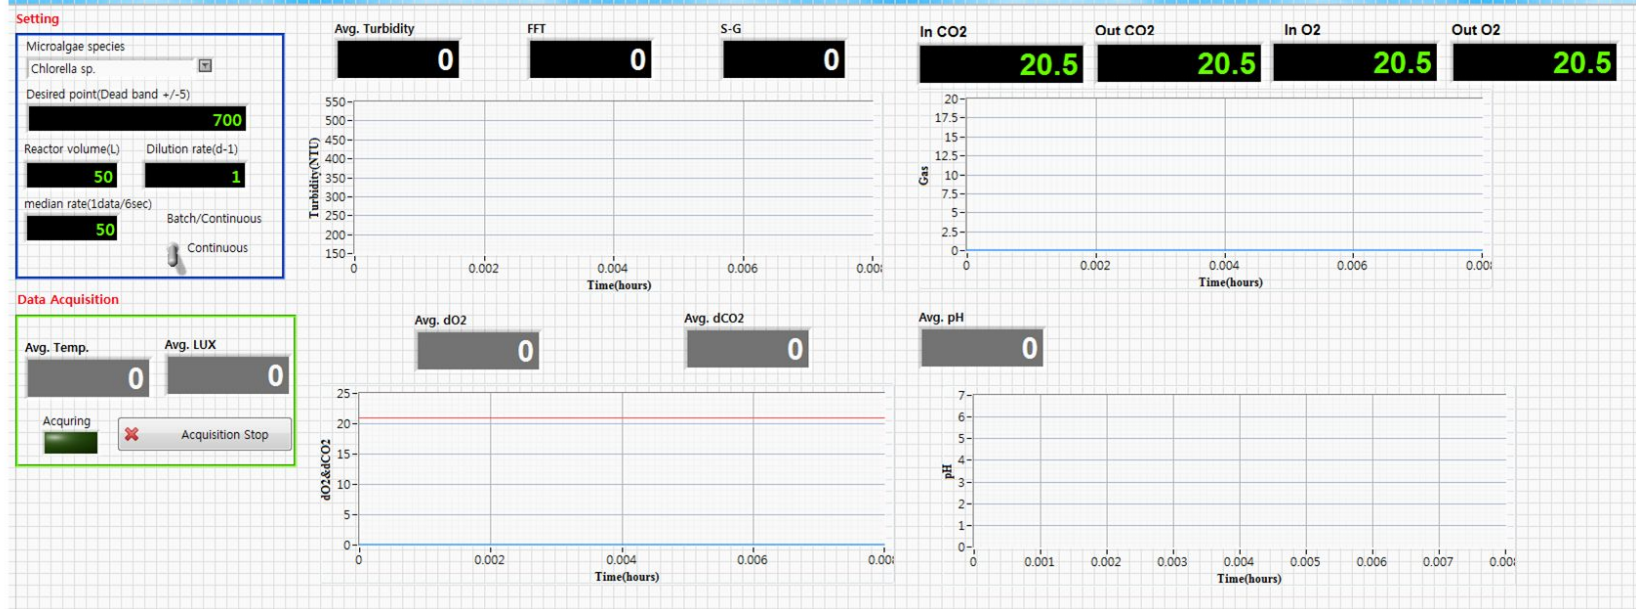 Setting
Microalgae species
Chlorella sp.
Desired point(Dead band +/-5)
700
Reactor volume(L) Dilution rate(d-1)
50 1
median rate(1data/6sec)
50
Batch/Continuous
Continuous
Avg. Turbidity FFT S-G
0 0 0
Turbidity(NTU)
550
500
450
400
350
300
250
200
150
0 0.002 0.004 0.006
Time(hours)
In CO2 Out CO2 In O2 Out O2
20.5 20.5 20.5 20.5
Gas
20
17.5
15
12.5
10
7.5
5
2.5
0
0 0.002 0.004 0.006
Time(hours)
Data Acquisition
Avg. Temp. Avg. LUX
0 0
Acquring
Acquisition Stop
Avg. dO2 Avg. dCO2
0 0
dO2&dCO2
25
20
15
10
5
0
0 0.002 0.004 0.006
Time(hours)
Avg. pH
0
pH
7
6
5
4
3
2
1
0
0 0.001 0.002 0.003 0.004 0.005 0.006 0.007
Time(hours)